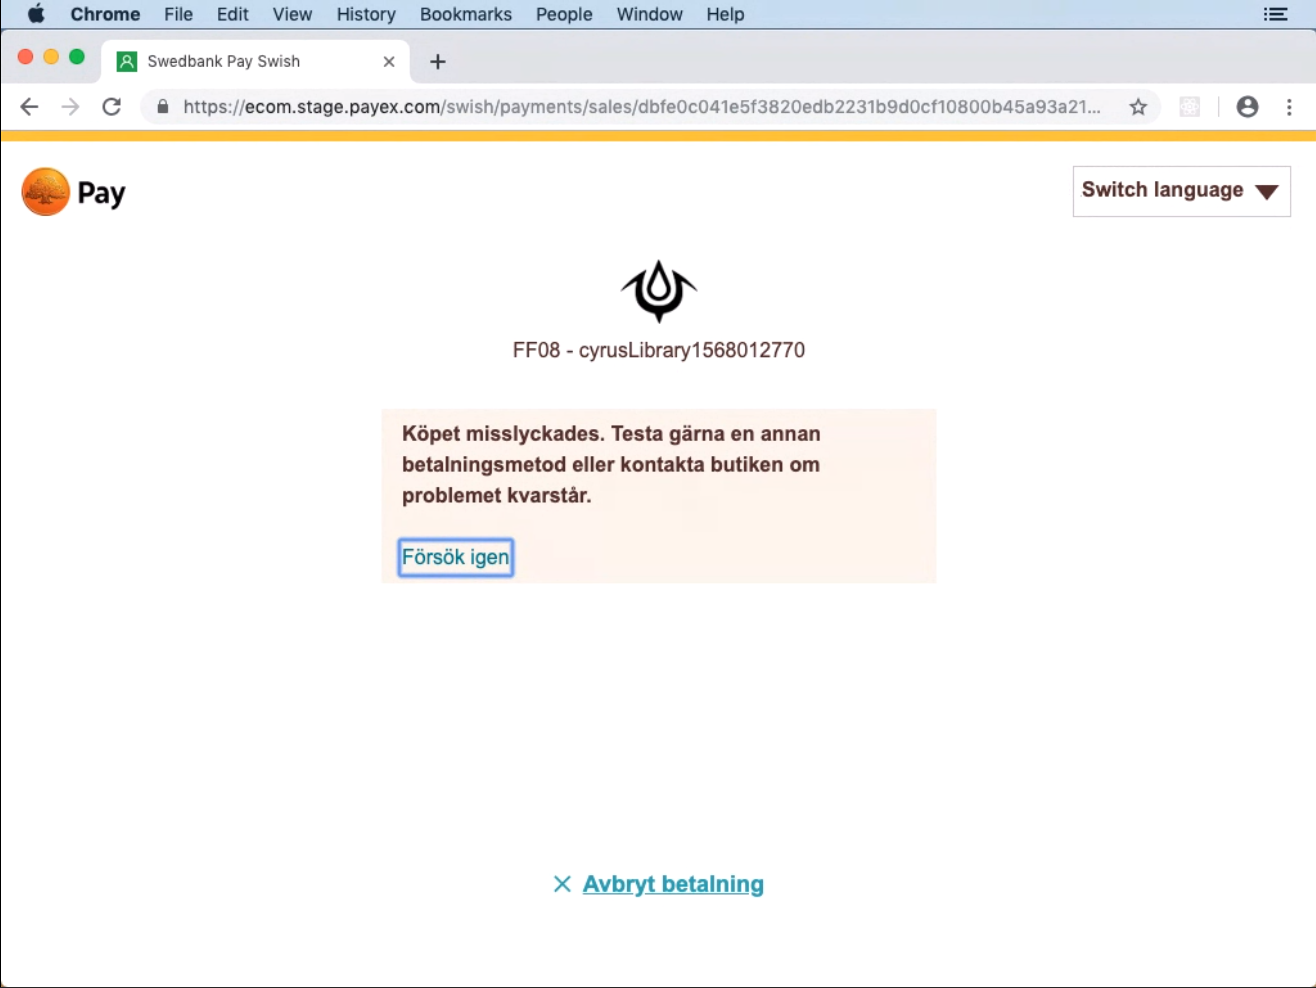 Chrome File Edit View History Bookmarks People Window Help
Swedbank Pay Swish
https://ecom.stage.payex.com/swish/payments/sales/dbfe0c041e5f3820edb2231b9d0cf10800b45a93a21...
Pay
Switch language
FF08 - cyrusLibrary1568012770
Köpet misslyckades. Testa gärna en annan
betalningsmetod eller kontakta butiken om
problemet kvarstår.
Försök igen
Avbryt betalning